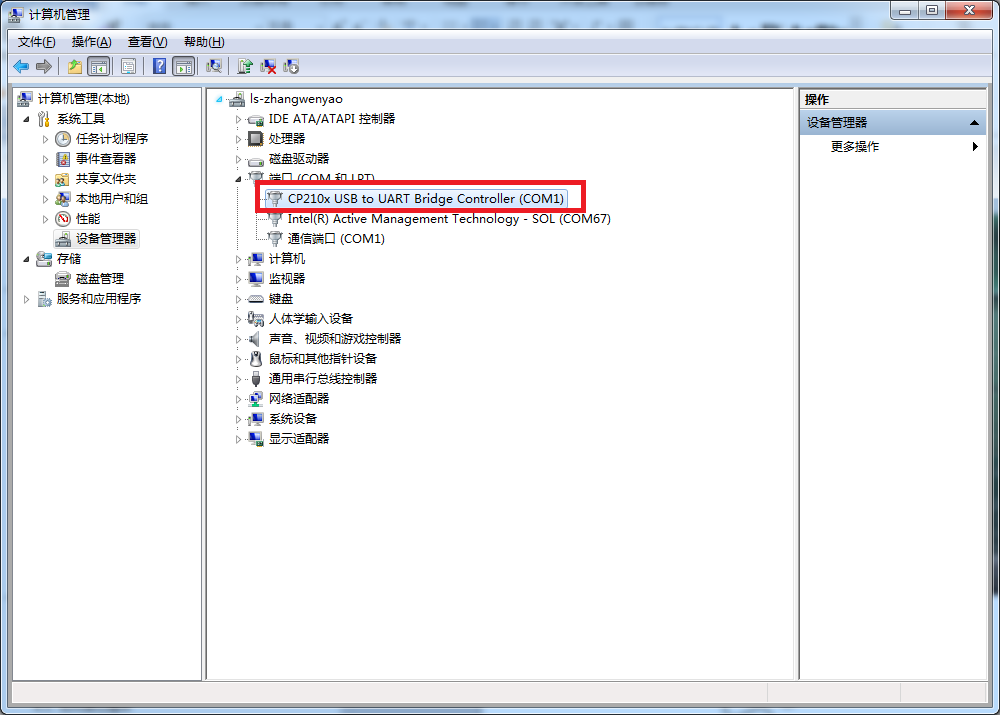 计算机管理
文件(F) 操作(A) 查看(V) 帮助(H)
计算机管理(本地)
系统工具
任务计划程序
事件查看器
共享文件夹
本地用户和组
性能
设备管理器
存储
磁盘管理
服务和应用程序
ls-zhangwenyao
IDE ATA/ATAPI 控制器
处理器
磁盘驱动器
端口 (COM 和 LPT)
CP210x USB to UART Bridge Controller (COM1)
Intel(R) Active Management Technology - SOL (COM67)
通信端口 (COM1)
计算机
监视器
键盘
人体学输入设备
声音、视频和游戏控制器
鼠标和其他指针设备
通用串行总线控制器
网络适配器
系统设备
显示适配器
操作
设备管理器
更多操作